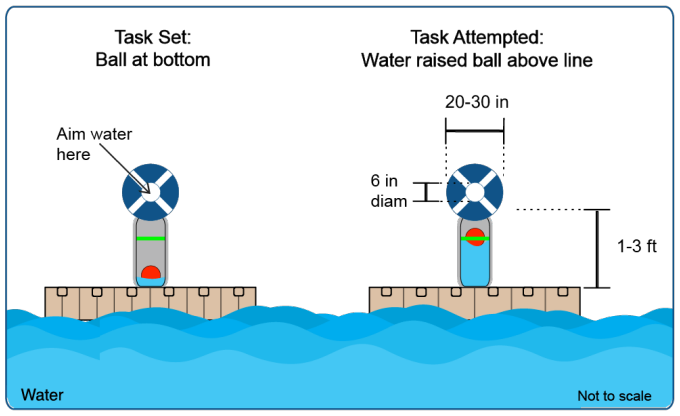 Task Set:
Ball at bottom
Task Attempted:
Water raised ball above line
20-30 in
Aim water
here
6 in
diam
1-3 ft
Water
Not to scale